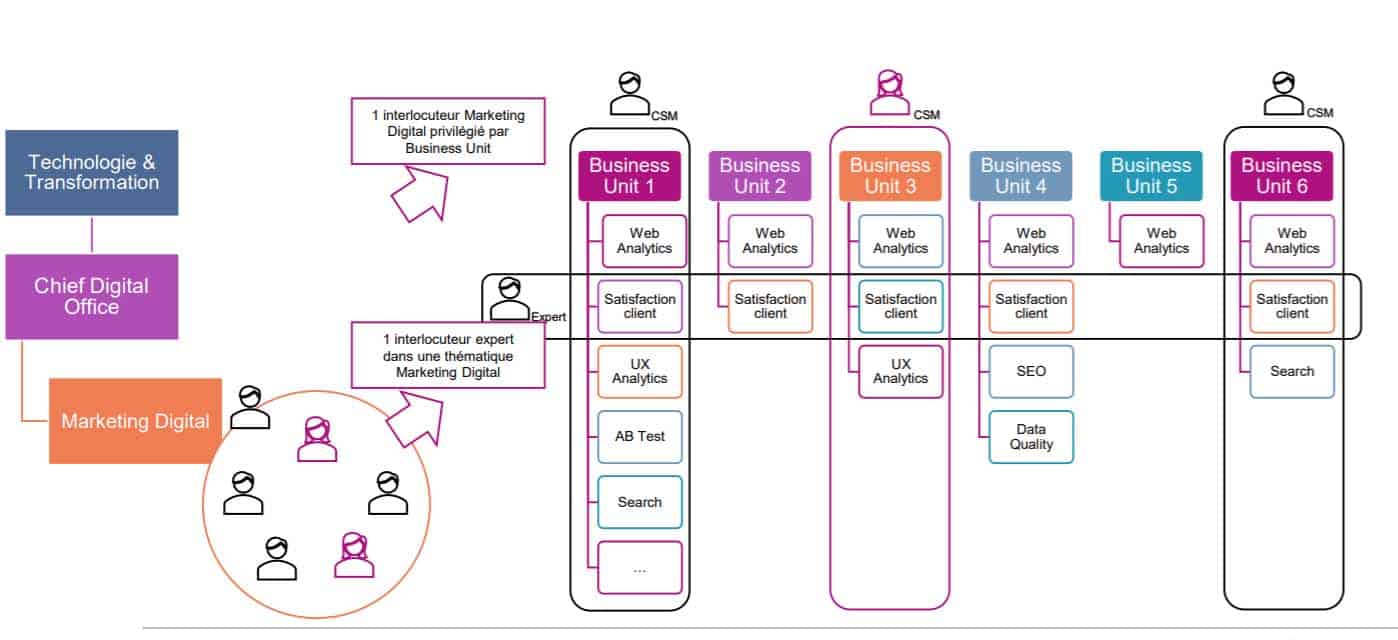 Technologie &
Transformation
Chief Digital
Office
Marketing Digital
1 interlocuteur Marketing
Digital privilégié par
Business Unit
1 interlocuteur expert
dans une thématique
Marketing Digital
Expert
CSM
Business
Unit 1
Web
Analytics
Satisfaction
client
UX
Analytics
AB Test
Search
...
Business
Unit 2
Web
Analytics
Satisfaction
client
CSM
Business
Unit 3
Web
Analytics
Satisfaction
client
UX
Analytics
Business
Unit 4
Web
Analytics
Satisfaction
client
SEO
Data
Quality
Business
Unit 5
Web
Analytics
CSM
Business
Unit 6
Web
Analytics
Satisfaction
client
Search